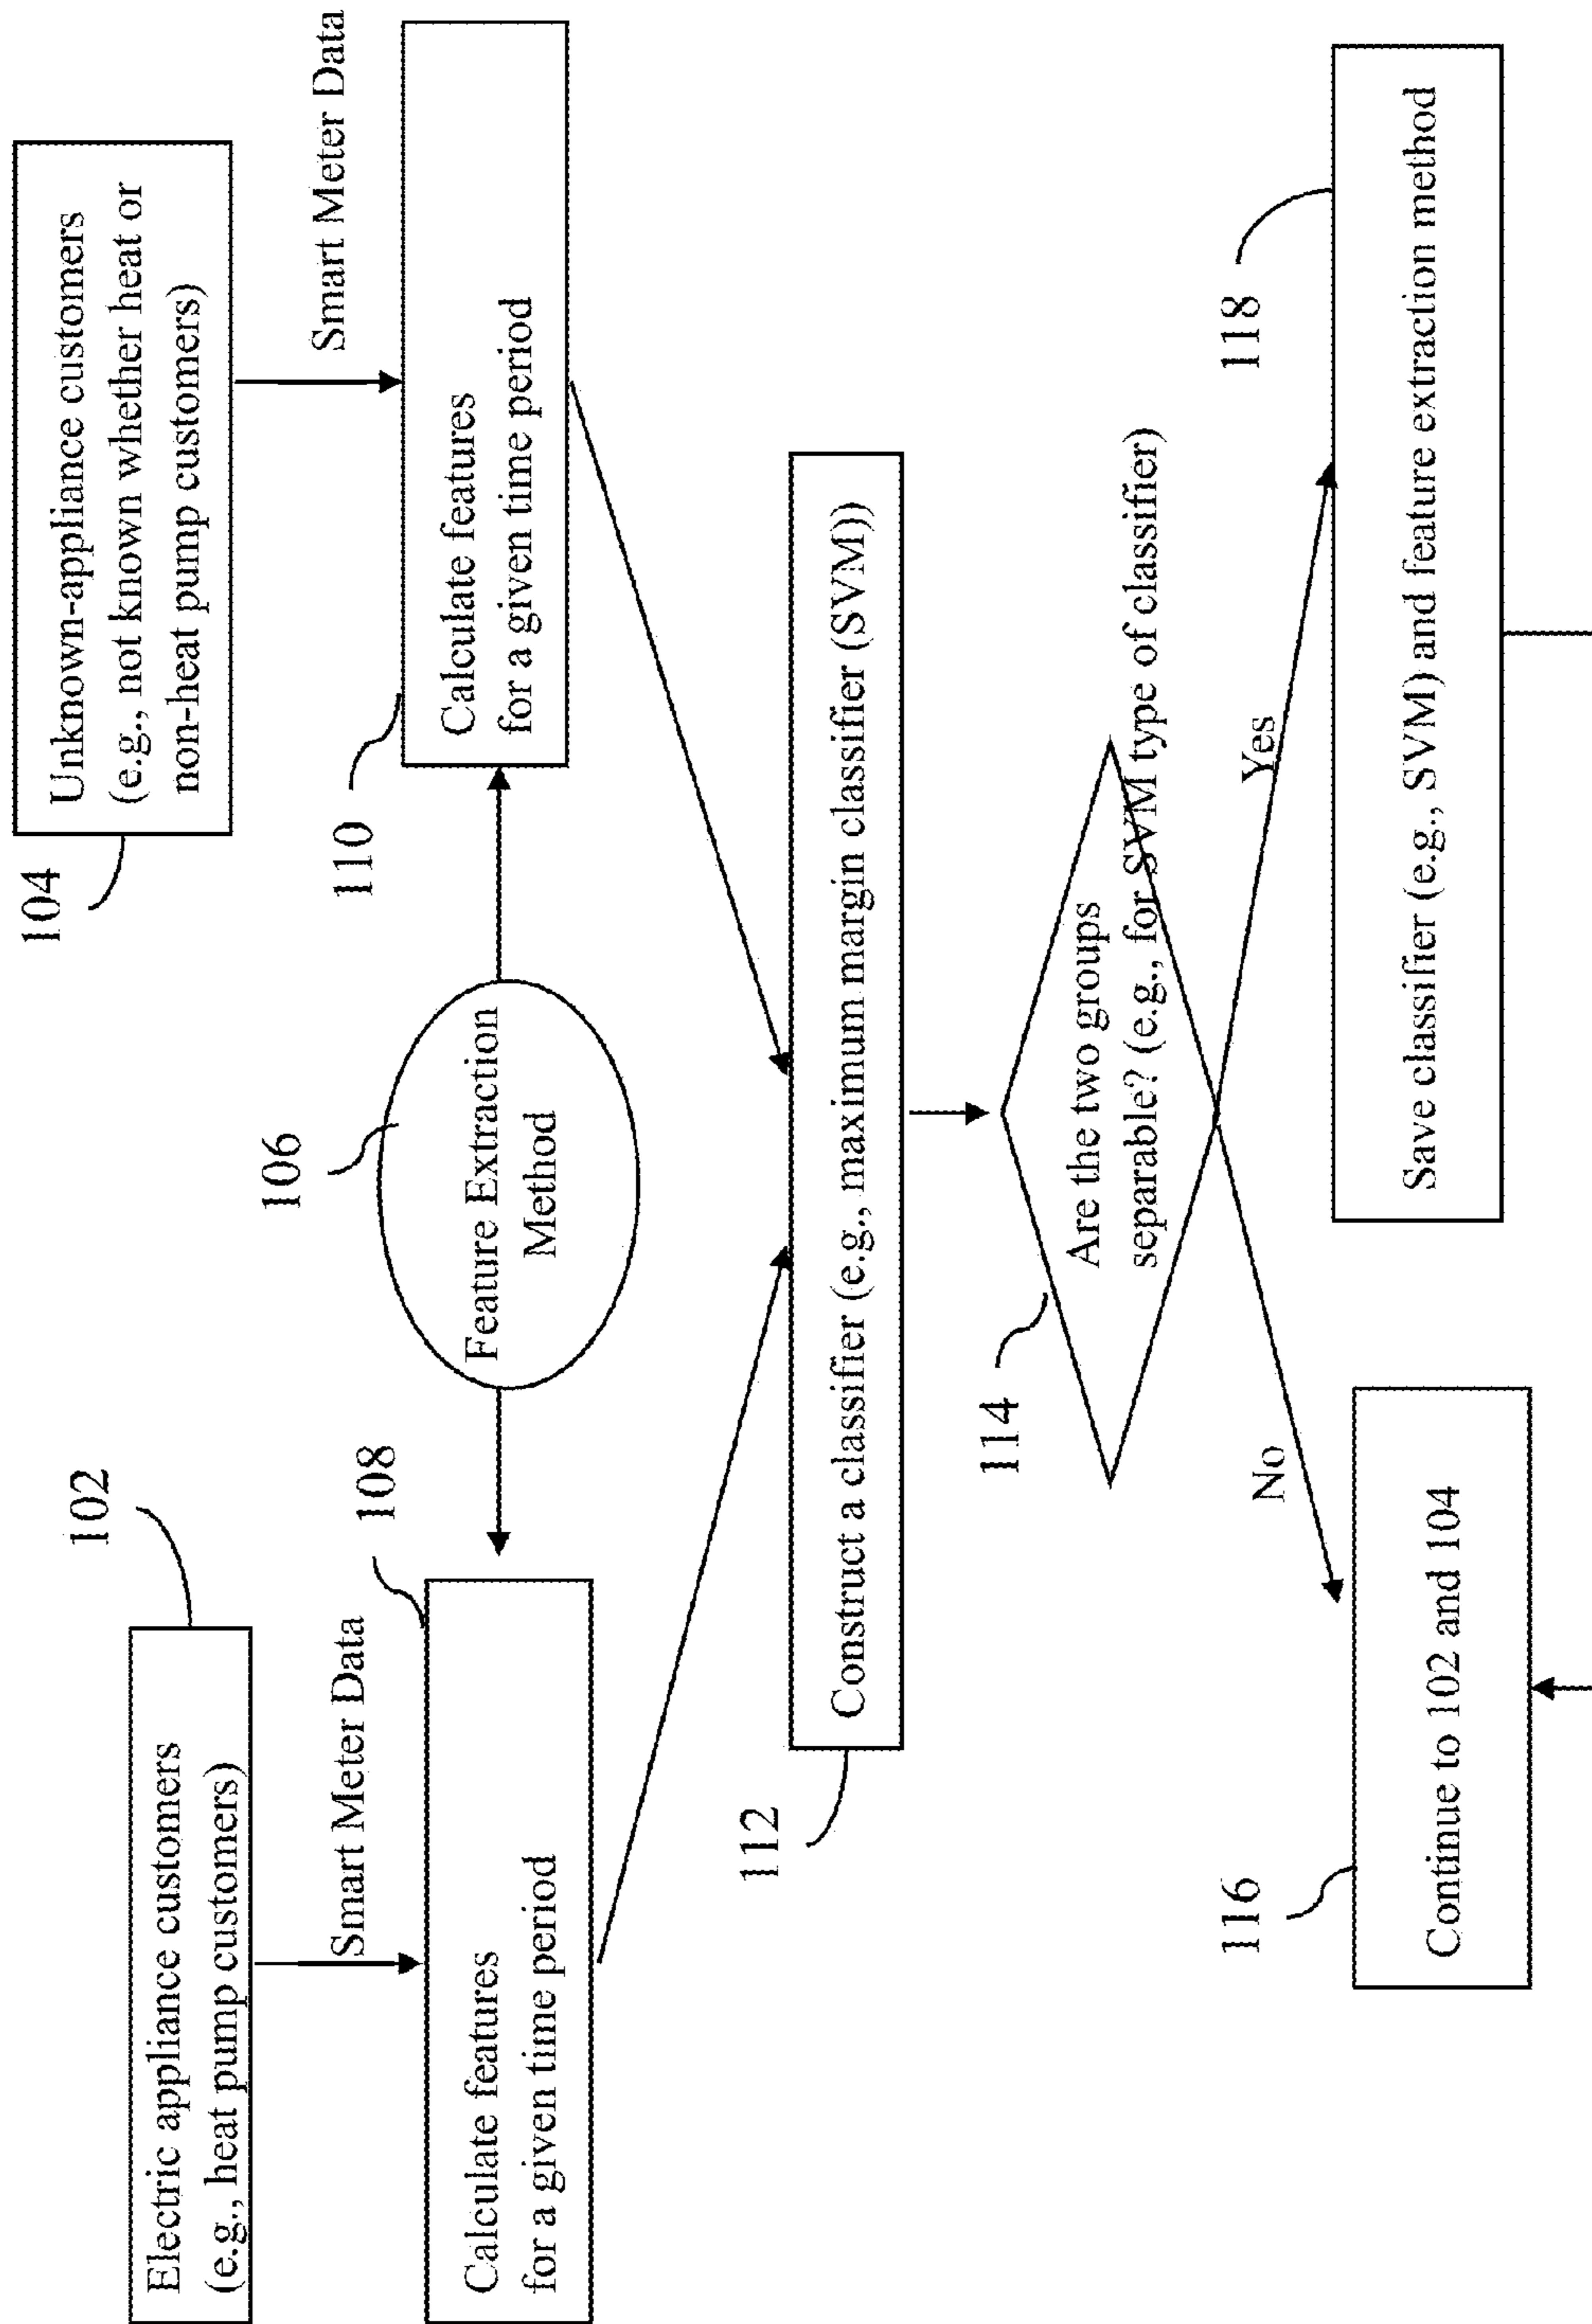 102
Electric appliance customers
(e.g., heat pump customers)
104
Unknown-appliance customers
(e.g., not known whether heat or
non-heat pump customers)
Smart Meter Data
Smart Meter Data
106
Feature Extraction
Method
108
Calculate features
for a given time period
110
Calculate features
for a given time period
112
Construct a classifier (e.g., maximum margin classifier (SVM))
114
Are the two groups
separable? (e.g., for SVM type of classifier)
No
Yes
116
Continue to 102 and 104
118
Save classifier (e.g., SVM) and feature extraction method